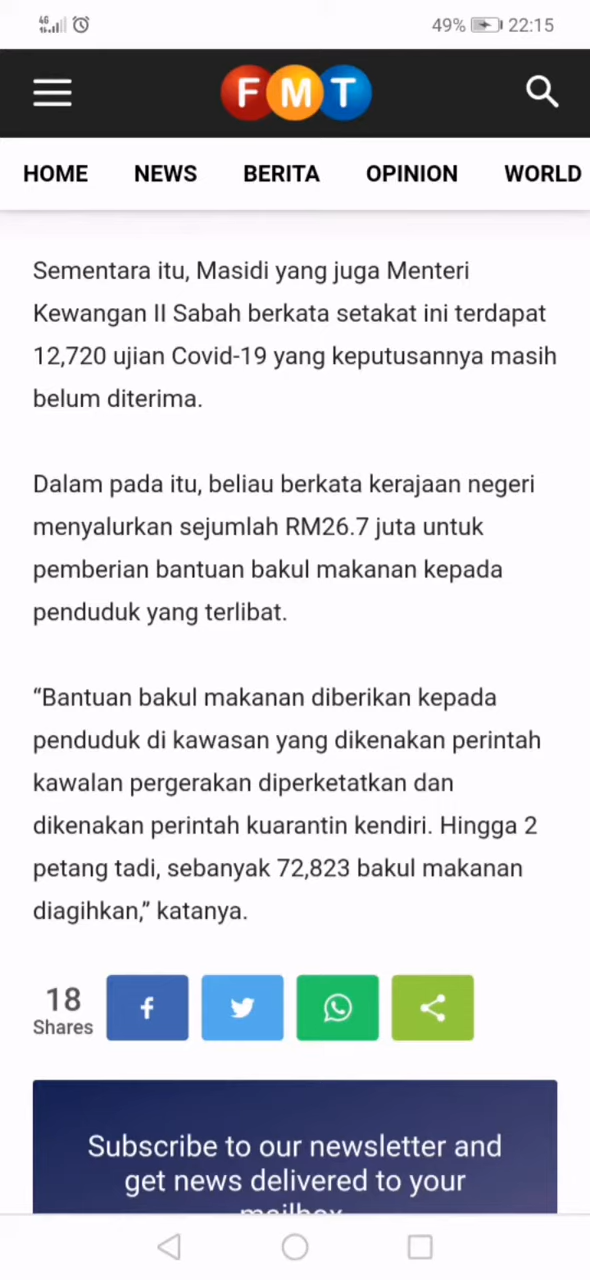 4G
49% 22:15
FMT
HOME NEWS BERITA OPINION WORLD
Sementara itu, Masidi yang juga Menteri
Kewangan II Sabah berkata setakat ini terdapat
12,720 ujian Covid-19 yang keputusannya masih
belum diterima.
Dalam pada itu, beliau berkata kerajaan negeri
menyalurkan sejumlah RM26.7 juta untuk
pemberian bantuan bakul makanan kepada
penduduk yang terlibat.
“Bantuan bakul makanan diberikan kepada
penduduk di kawasan yang dikenakan perintah
kawalan pergerakan diperketatkan dan
dikenakan perintah kuarantin kendiri. Hingga 2
petang tadi, sebanyak 72,823 bakul makanan
diagihkan,” katanya.
18
Shares
Subscribe to our newsletter and
get news delivered to your
mailbox